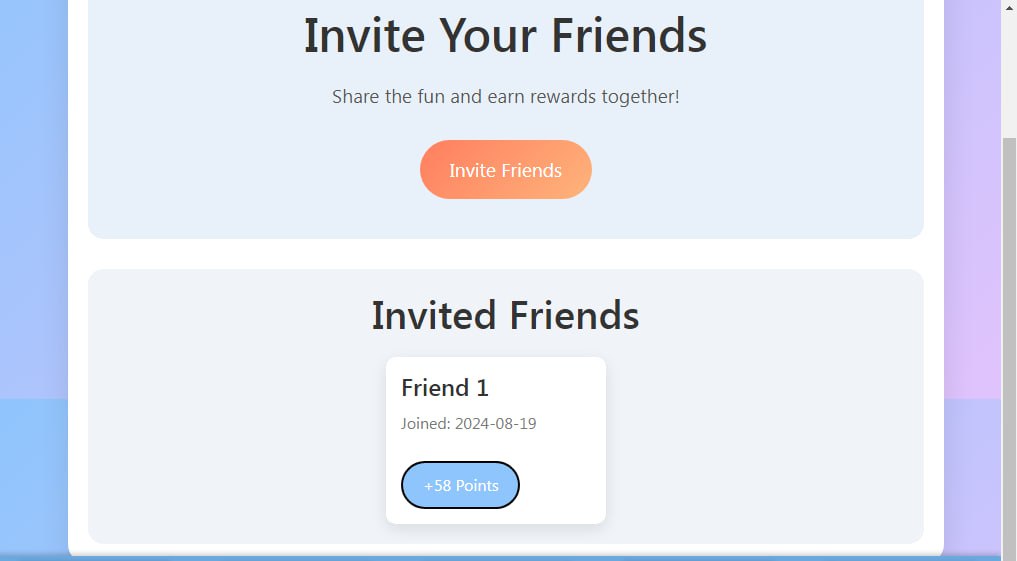 Invite Your Friends
Share the fun and earn rewards together!
Invite Friends
Invited Friends
Friend 1
Joined: 2024-08-19
+58 Points